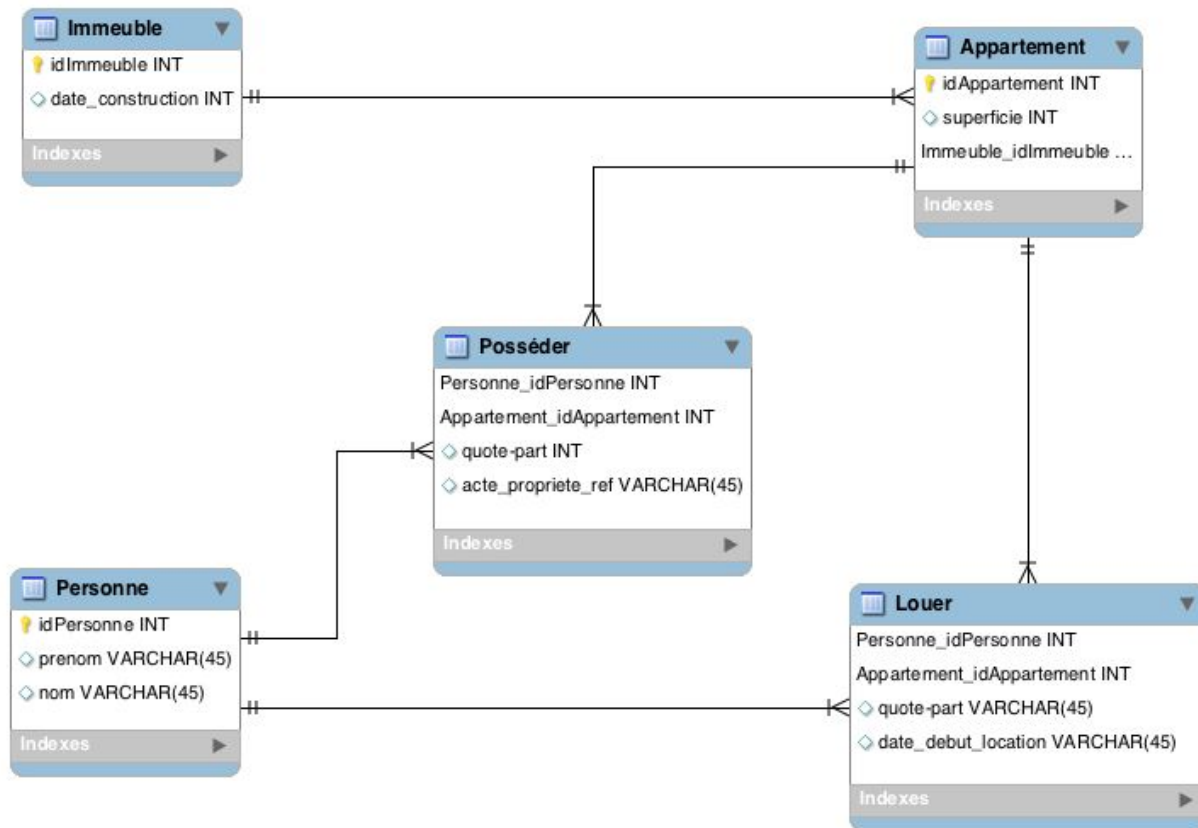 Immeuble
idImmeuble INT
date_construction INT
Indexes
Appartement
idAppartement INT
superficie INT
Immeuble_idImmeuble ...
Indexes
Posséder
Personne_idPersonne INT
Appartement_idAppartement INT
quote-part INT
acte_propriete_ref VARCHAR(45)
Indexes
Personne
idPersonne INT
prenom VARCHAR(45)
nom VARCHAR(45)
Indexes
Louer
Personne_idPersonne INT
Appartement_idAppartement INT
quote-part VARCHAR(45)
date_debut_location VARCHAR(45)
Indexes